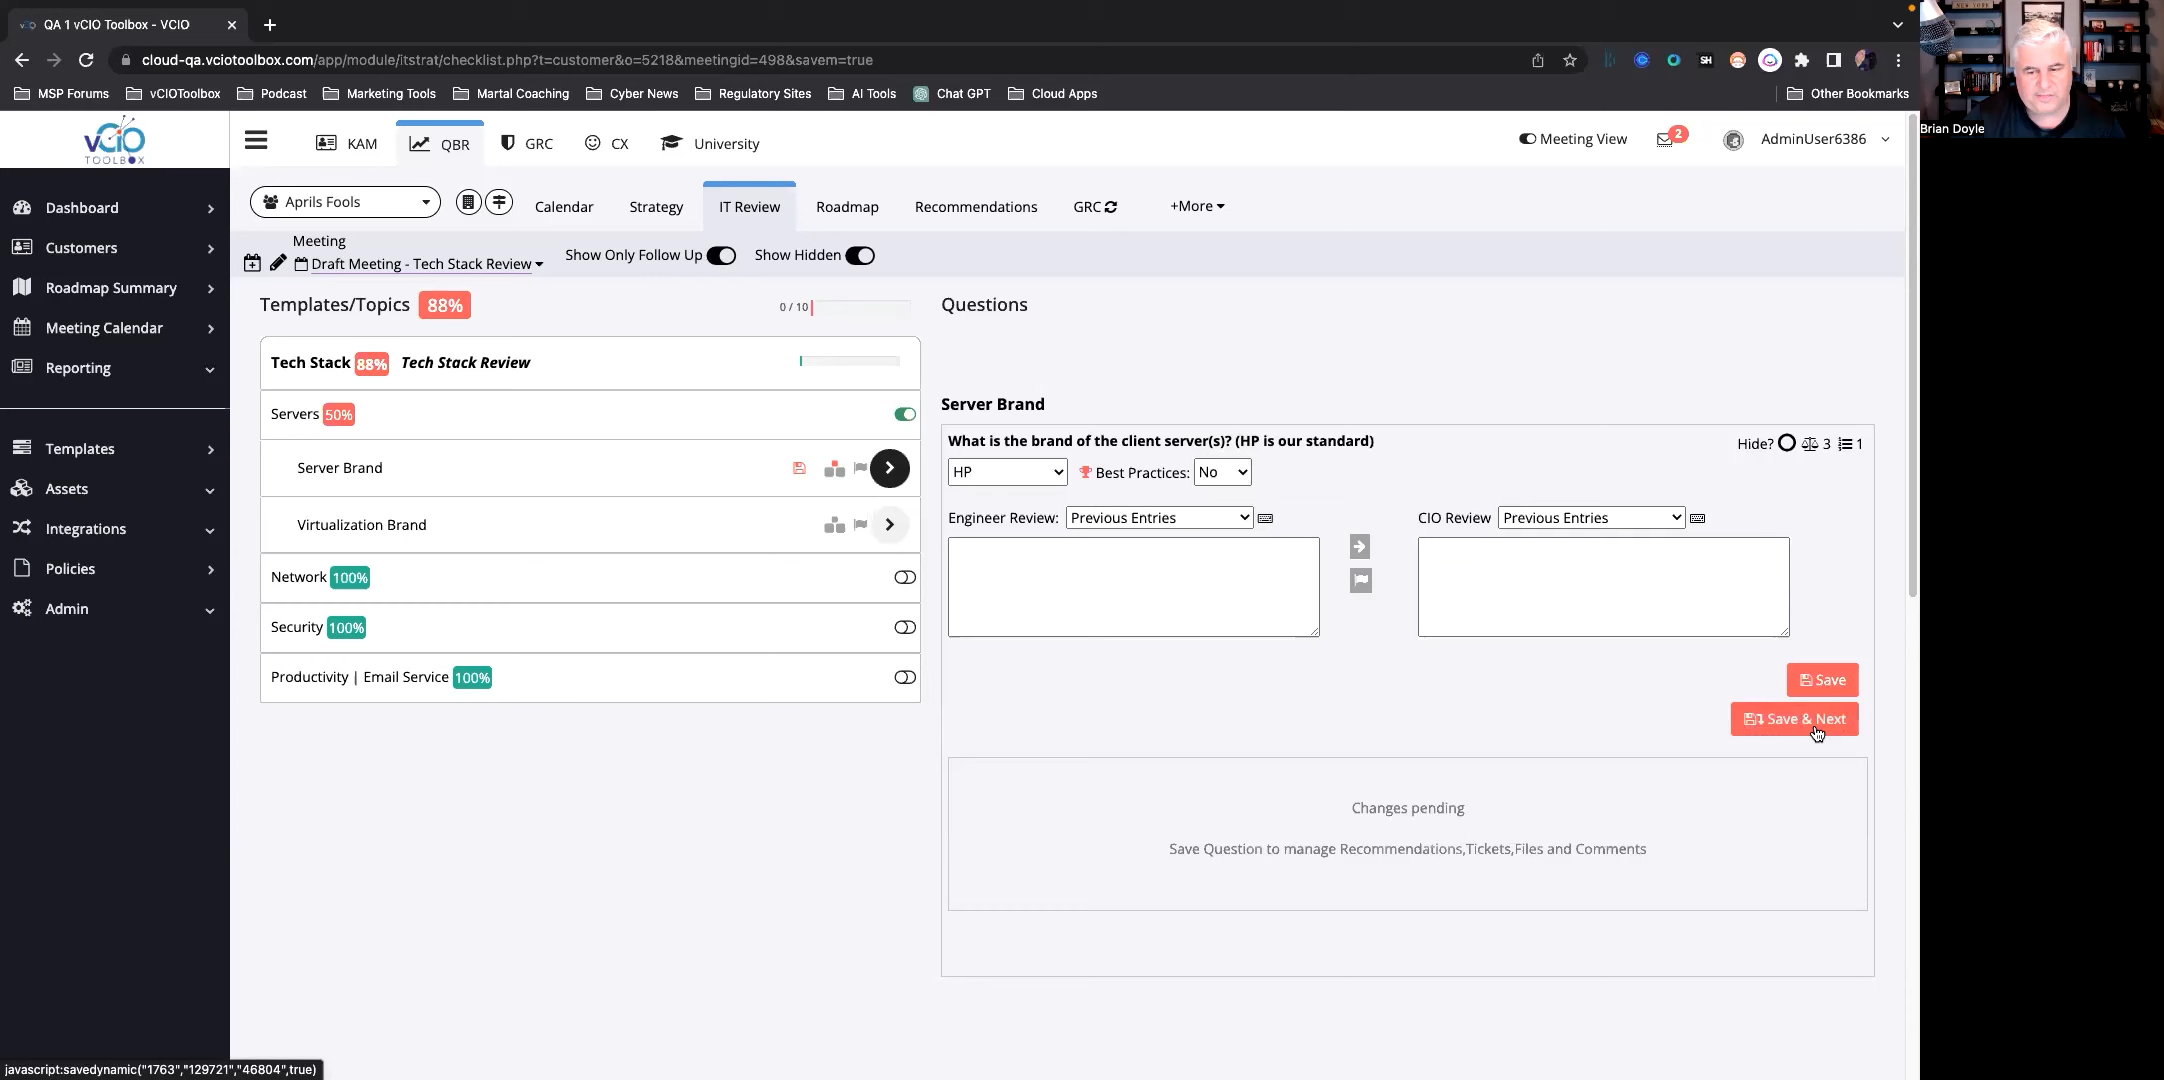 QA 1 vCIO Toolbox - VCIO
cloud-qa.vciotoolbox.com/app/module/itstrat/checklist.php?t=customer&o=5218&meetingid=498&savem=true
SH
MSP Forums
vCIOToolbox
Podcast
Marketing Tools
Martal Coaching
Cyber News
Regulatory Sites
AI Tools
Chat GPT
Cloud Apps
Other Bookmarks
Brian Doyle
vCIO
TOOLBOX
KAM
QBR
GRC
CX
University
Meeting View
2
AdminUser6386
Dashboard
Customers
Roadmap Summary
Meeting Calendar
Reporting
Templates
Assets
Integrations
Policies
Admin
Aprils Fools
Calendar
Strategy
IT Review
Roadmap
Recommendations
GRC
+More
Meeting
Draft Meeting - Tech Stack Review
Show Only Follow Up
Show Hidden
Templates/Topics 88%
0 / 10
Tech Stack 88% Tech Stack Review
Servers 50%
Server Brand
Virtualization Brand
Network 100%
Security 100%
Productivity | Email Service 100%
Questions
Server Brand
What is the brand of the client server(s)? (HP is our standard)
Hide? 3 1
HP
Best Practices: No
Engineer Review: Previous Entries
CIO Review Previous Entries
Save
Save & Next
Changes pending
Save Question to manage Recommendations,Tickets,Files and Comments
javascript:savedynamic("1763","129721","46804",true)